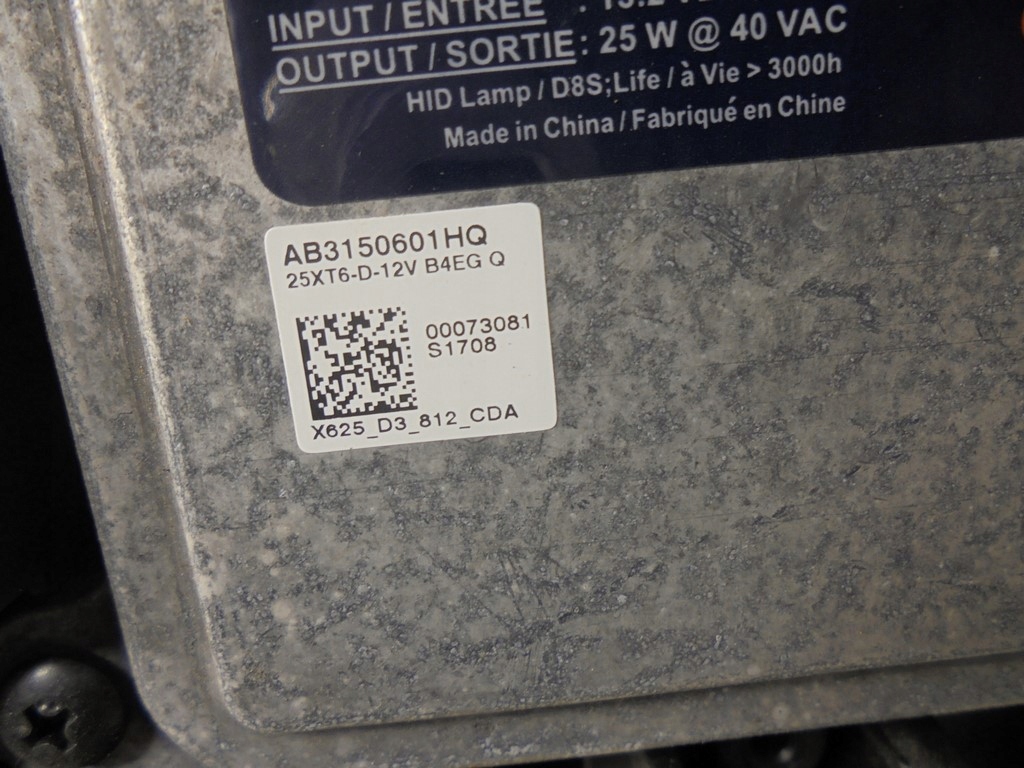 INPUT / ENTRÉE :
OUTPUT / SORTIE : 25 W @ 40 VAC
HID Lamp / D8S;Life / à Vie > 3000h
Made in China / Fabriqué en Chine
AB3150601HQ
25XT6-D-12V B4EG Q
00073081
S1708
X625_D3_812_CDA